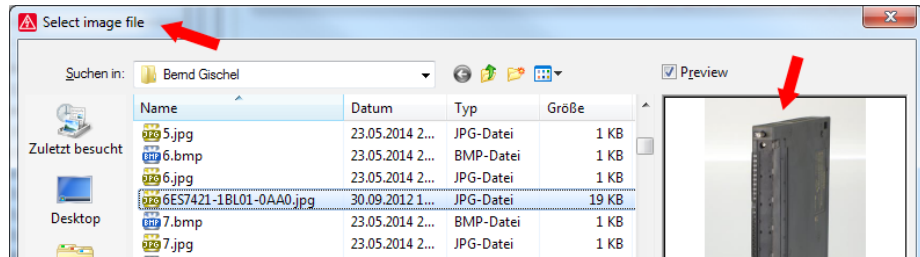 Select image file
Suchen in: Bernd Gischel Preview
Name Datum Typ Größe
5.jpg 23.05.2014 2... JPG-Datei 1 KB
Zuletzt besucht 6.bmp 23.05.2014 2... BMP-Datei 1 KB
6.jpg 23.05.2014 2... JPG-Datei 1 KB
6ES7421-1BL01-0AA0.jpg 30.09.2012 1... JPG-Datei 19 KB
Desktop 7.bmp 23.05.2014 2... BMP-Datei 1 KB
7.jpg 23.05.2014 2... JPG-Datei 1 KB